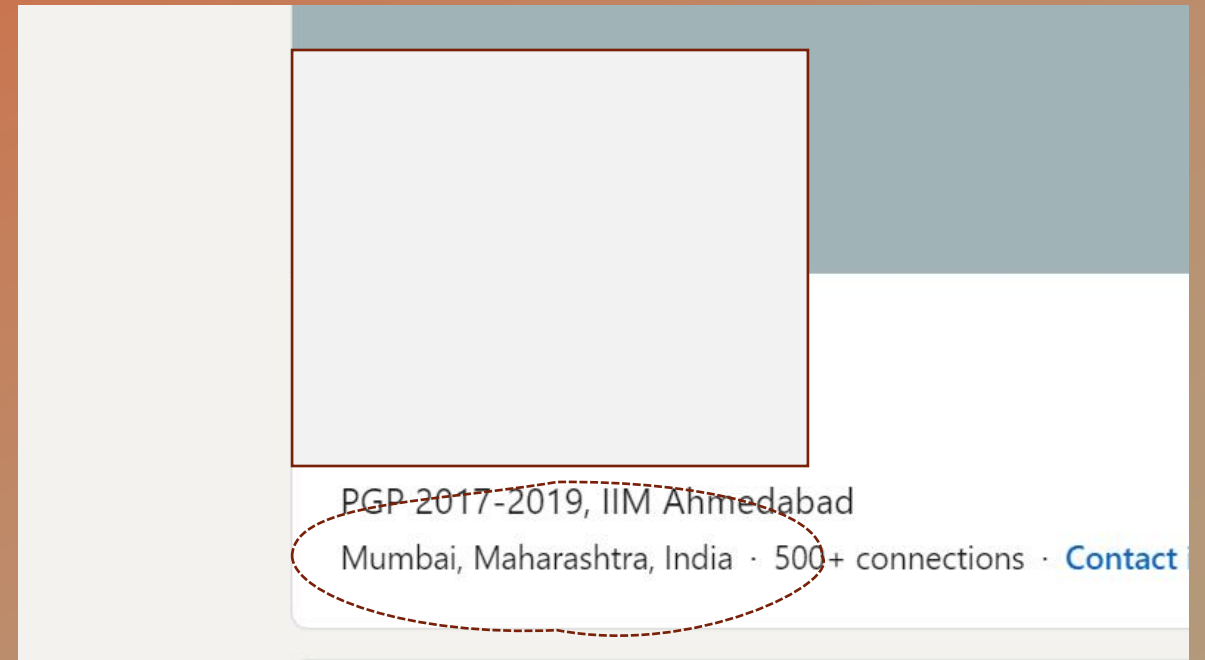 PGP 2017-2019, IIM Ahmedabad
Mumbai, Maharashtra, India · 500+ connections · Contact